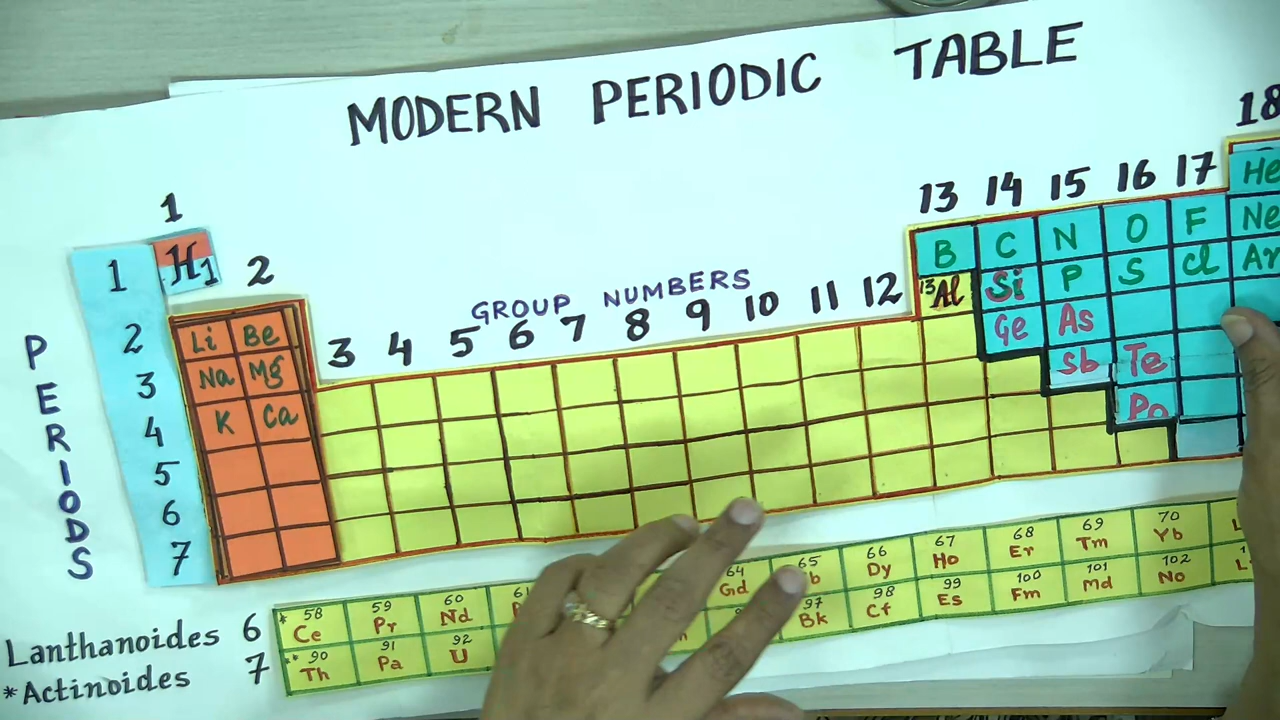 MODERN PERIODIC TABLE
18
1
13 14 15 16 17
1 H1 2
B C N O F Ne
He
GROUP NUMBERS
3 4 5 6 7 8 9 10 11 12
13Al Si P S Cl Ar
PERIODS
2 Li Be
Ge As
3 Na Mg
Sb Te
4 K Ca
Po
5
6
7
Lanthanoides 6
58 59 60 64 65 66 67 68 69 70
Ce Pr Nd Gd Dy Ho Er Tm Yb
*Actinoides 7
90 91 92 97 98 99 100 101 102
Th Pa U Bk Cf Es Fm Md No